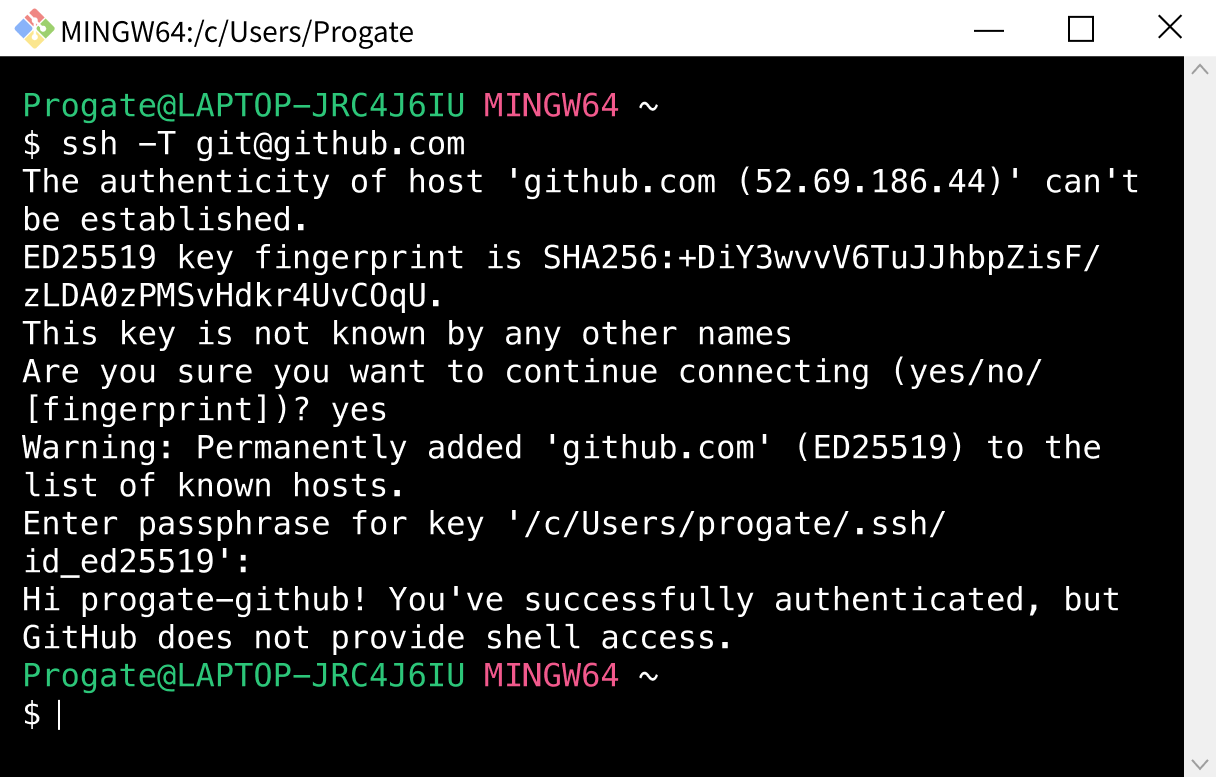 MINGW64:/c/Users/Progate
Progate@LAPTOP-JRC4J6IU MINGW64 ~
$ ssh -T git@github.com
The authenticity of host 'github.com (52.69.186.44)' can't
be established.
ED25519 key fingerprint is SHA256:+DiY3wvvV6TuJJhbpZisF/
zLDA0zPMSvHdkr4UvCOqU.
This key is not known by any other names
Are you sure you want to continue connecting (yes/no/
[fingerprint])? yes
Warning: Permanently added 'github.com' (ED25519) to the
list of known hosts.
Enter passphrase for key '/c/Users/progate/.ssh/
id_ed25519':
Hi progate-github! You've successfully authenticated, but
GitHub does not provide shell access.
Progate@LAPTOP-JRC4J6IU MINGW64 ~
$